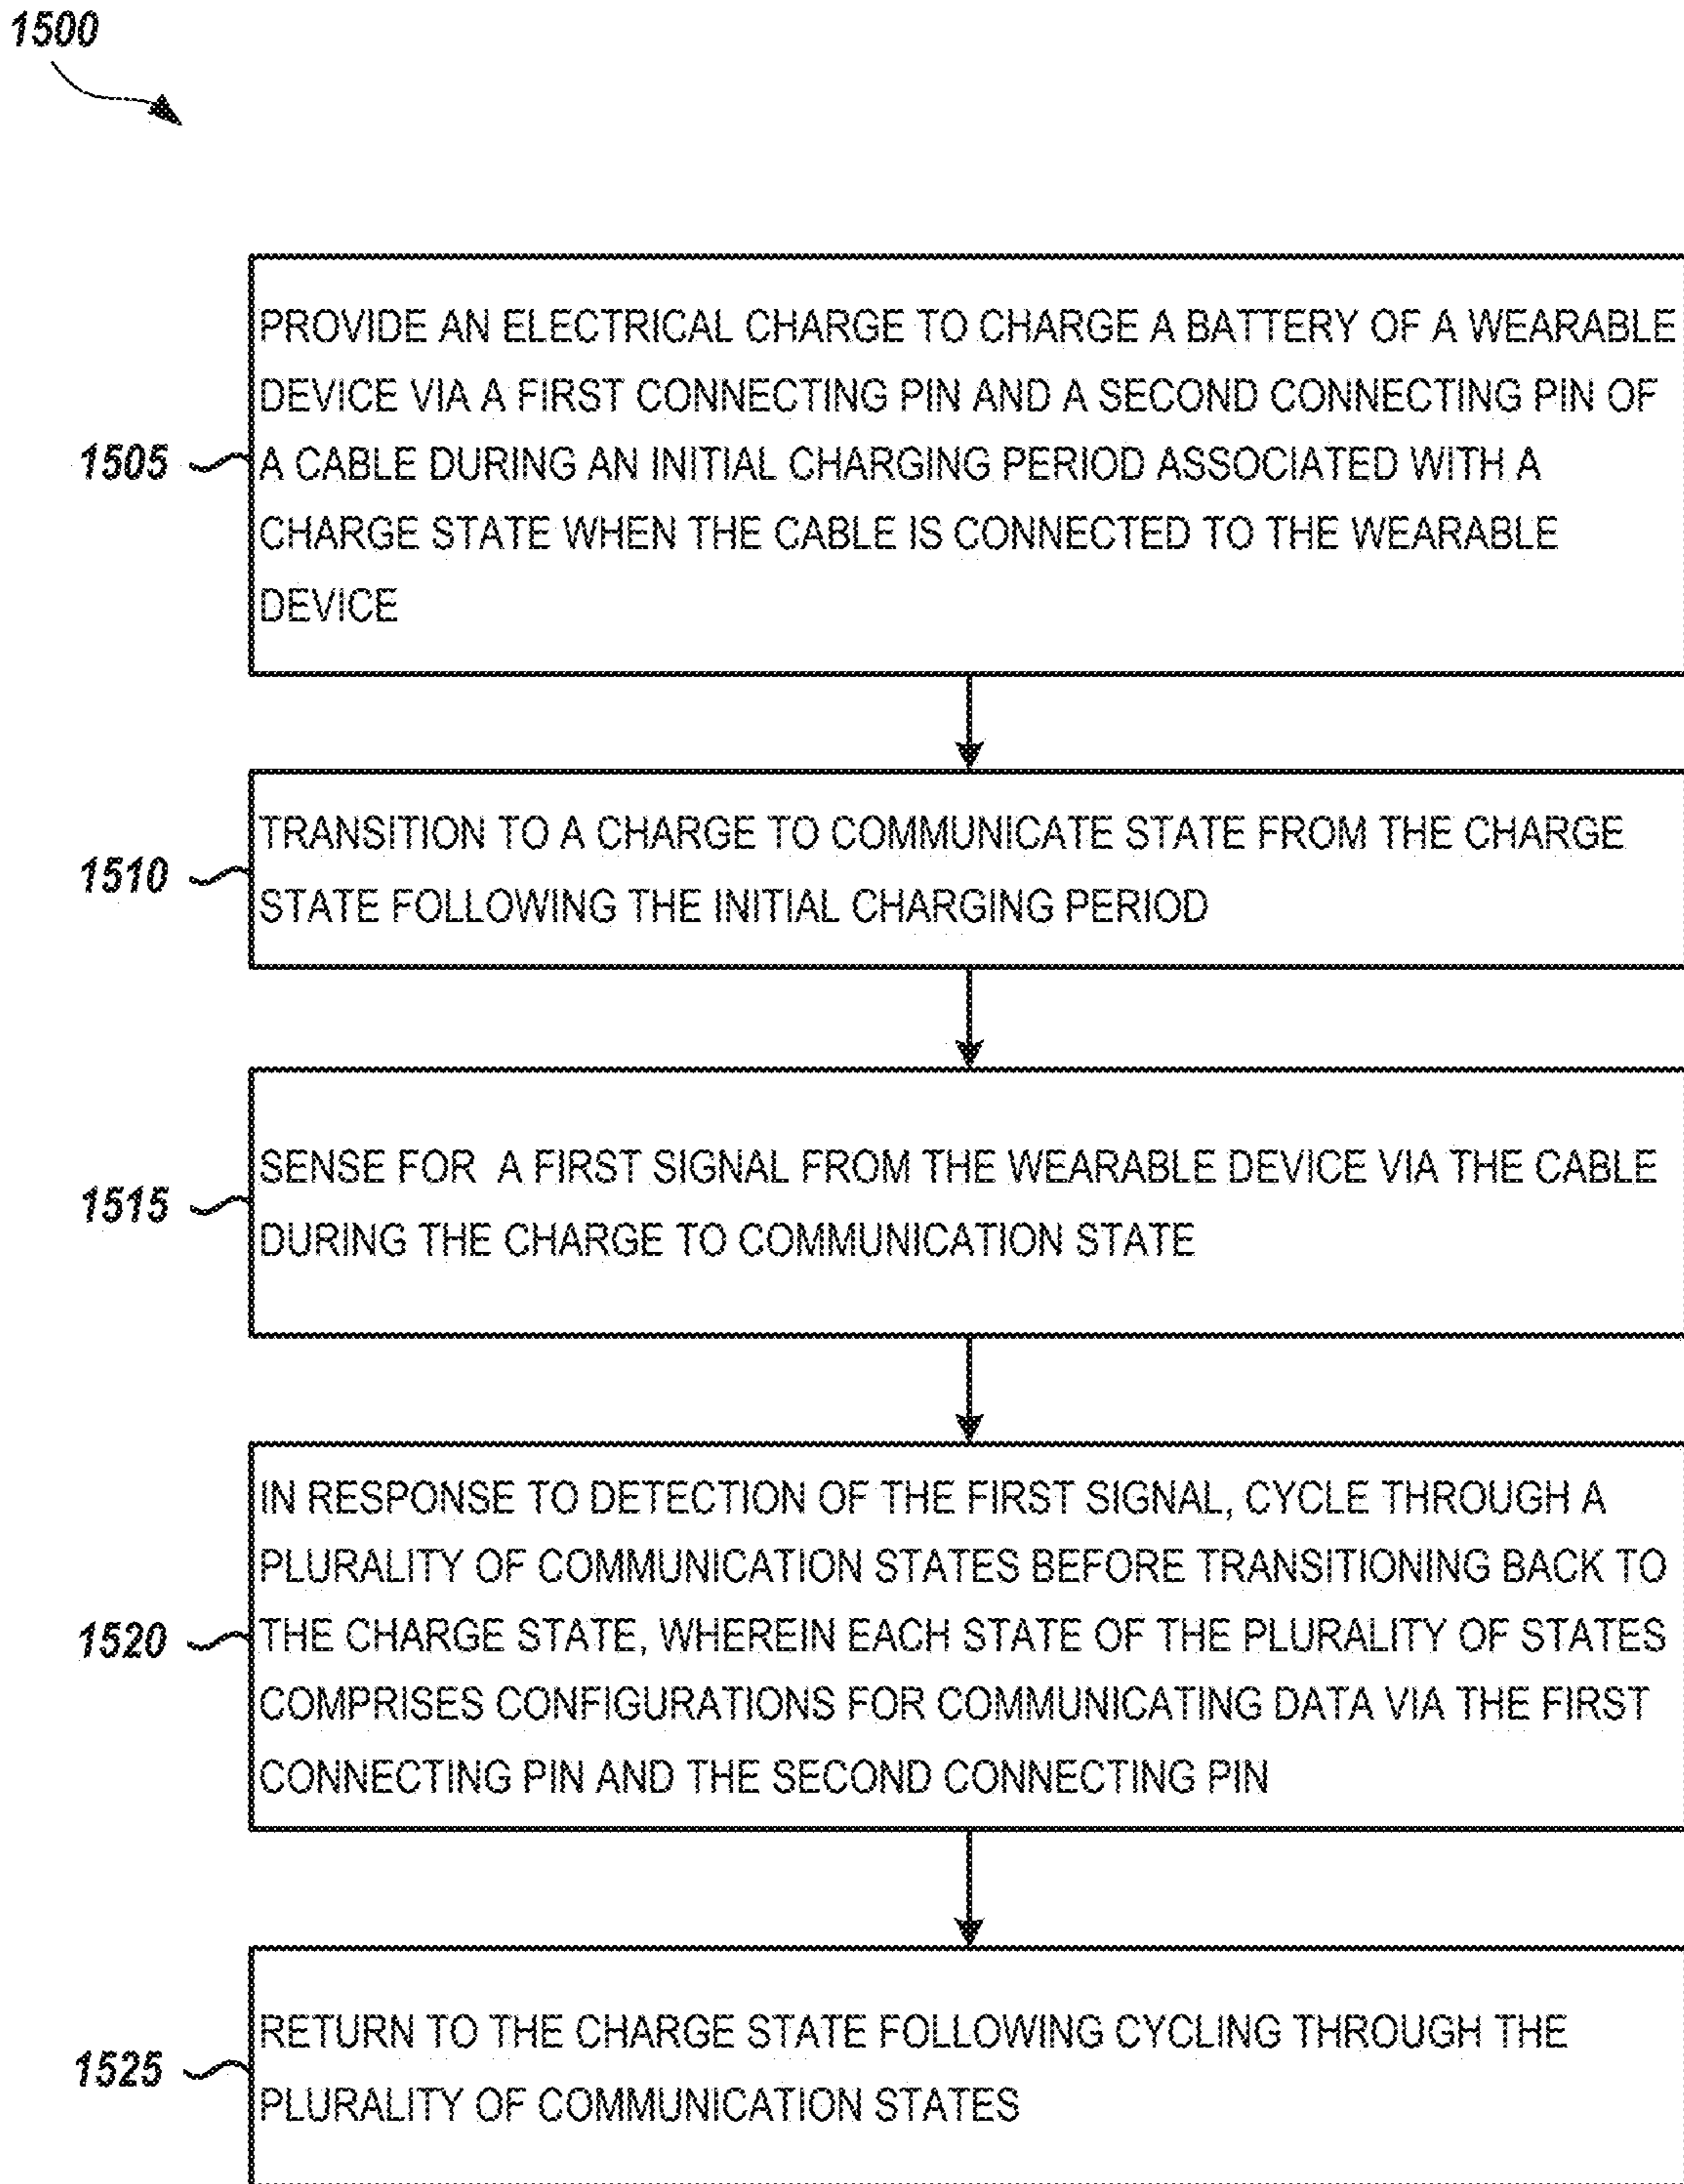 1500
PROVIDE AN ELECTRICAL CHARGE TO CHARGE A BATTERY OF A WEARABLE
DEVICE VIA A FIRST CONNECTING PIN AND A SECOND CONNECTING PIN OF
1505
A CABLE DURING AN INITIAL CHARGING PERIOD ASSOCIATED WITH A
CHARGE STATE WHEN THE CABLE IS CONNECTED TO THE WEARABLE
DEVICE
TRANSITION TO A CHARGE TO COMMUNICATE STATE FROM THE CHARGE
1510
STATE FOLLOWING THE INITIAL CHARGING PERIOD
SENSE FOR A FIRST SIGNAL FROM THE WEARABLE DEVICE VIA THE CABLE
1515
DURING THE CHARGE TO COMMUNICATION STATE
IN RESPONSE TO DETECTION OF THE FIRST SIGNAL, CYCLE THROUGH A
PLURALITY OF COMMUNICATION STATES BEFORE TRANSITIONING BACK TO
1520
THE CHARGE STATE, WHEREIN EACH STATE OF THE PLURALITY OF STATES
COMPRISES CONFIGURATIONS FOR COMMUNICATING DATA VIA THE FIRST
CONNECTING PIN AND THE SECOND CONNECTING PIN
RETURN TO THE CHARGE STATE FOLLOWING CYCLING THROUGH THE
1525
PLURALITY OF COMMUNICATION STATES